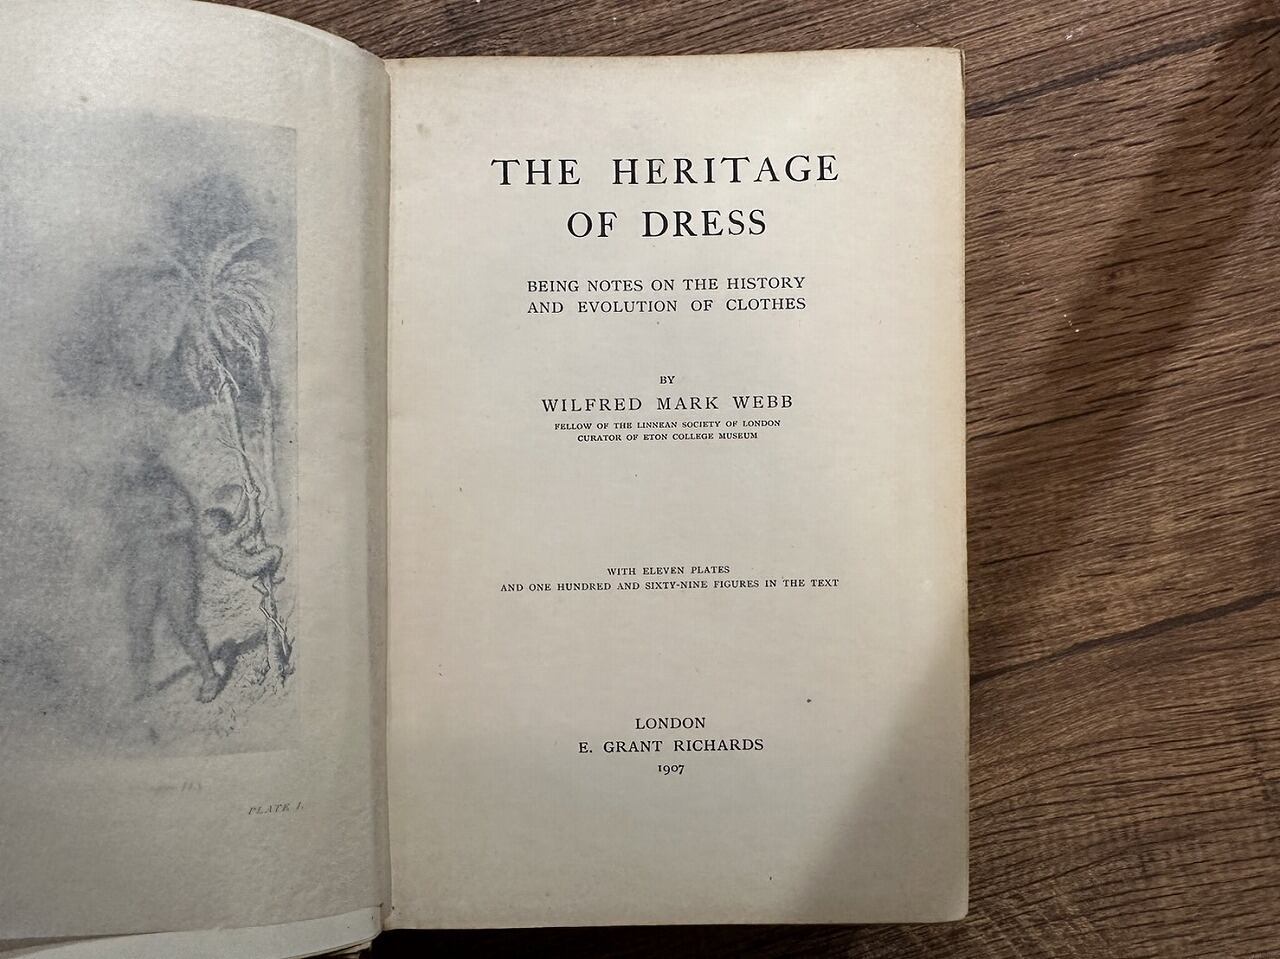 PLATE I.
THE HERITAGE
OF DRESS
BEING NOTES ON THE HISTORY
AND EVOLUTION OF CLOTHES
BY
WILFRED MARK WEBB
FELLOW OF THE LINNEAN SOCIETY OF LONDON
CURATOR OF ETON COLLEGE MUSEUM
WITH ELEVEN PLATES
AND ONE HUNDRED AND SIXTY-NINE FIGURES IN THE TEXT
LONDON
E. GRANT RICHARDS
1907